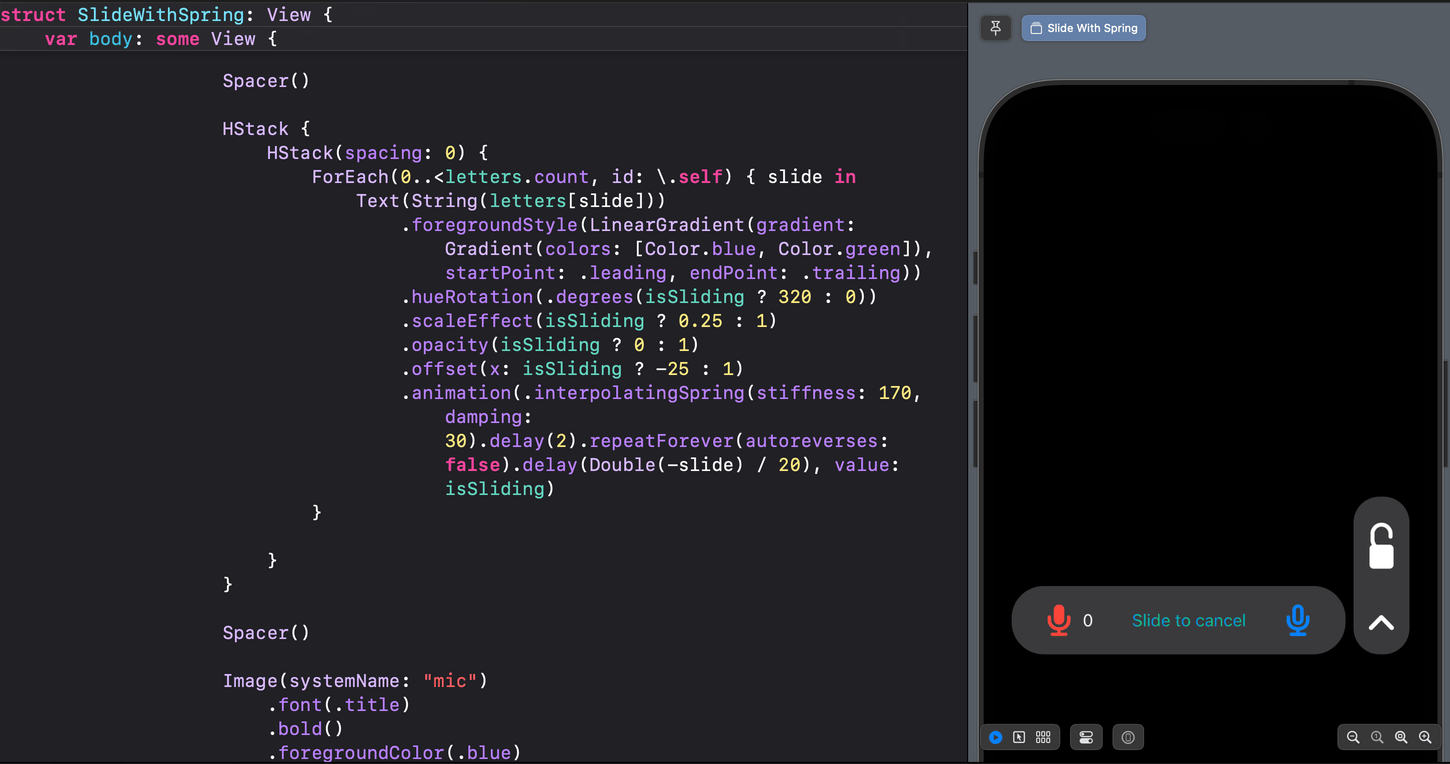 struct SlideWithSpring: View {
var body: some View {
Spacer()
HStack {
HStack(spacing: 0) {
ForEach(0..<letters.count, id: \.self) { slide in
Text(String(letters[slide]))
.foregroundStyle(LinearGradient(gradient:
Gradient(colors: [Color.blue, Color.green]),
startPoint: .leading, endPoint: .trailing))
.hueRotation(.degrees(isSliding ? 320 : 0))
.scaleEffect(isSliding ? 0.25 : 1)
.opacity(isSliding ? 0 : 1)
.offset(x: isSliding ? -25 : 1)
.animation(.interpolatingSpring(stiffness: 170,
damping:
30).delay(2).repeatForever(autoreverses:
false).delay(Double(-slide) / 20), value:
isSliding)
}
}
}
Spacer()
Image(systemName: "mic")
.font(.title)
.bold()
.foregroundColor(.blue)
Slide With Spring
0 Slide to cancel